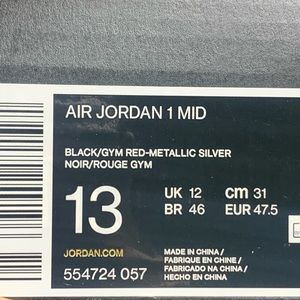 AIR JORDAN 1 MID
BLACK/GYM RED-METALLIC SILVER
NOIR/ROUGE GYM
13
UK 12 cm 31
BR 46 EUR 47.5
JORDAN.COM
554724 057
MADE IN CHINA/
FABRIQUE EN CHINE/
FABRICADO NA CHINA/
HECHO EN CHINA